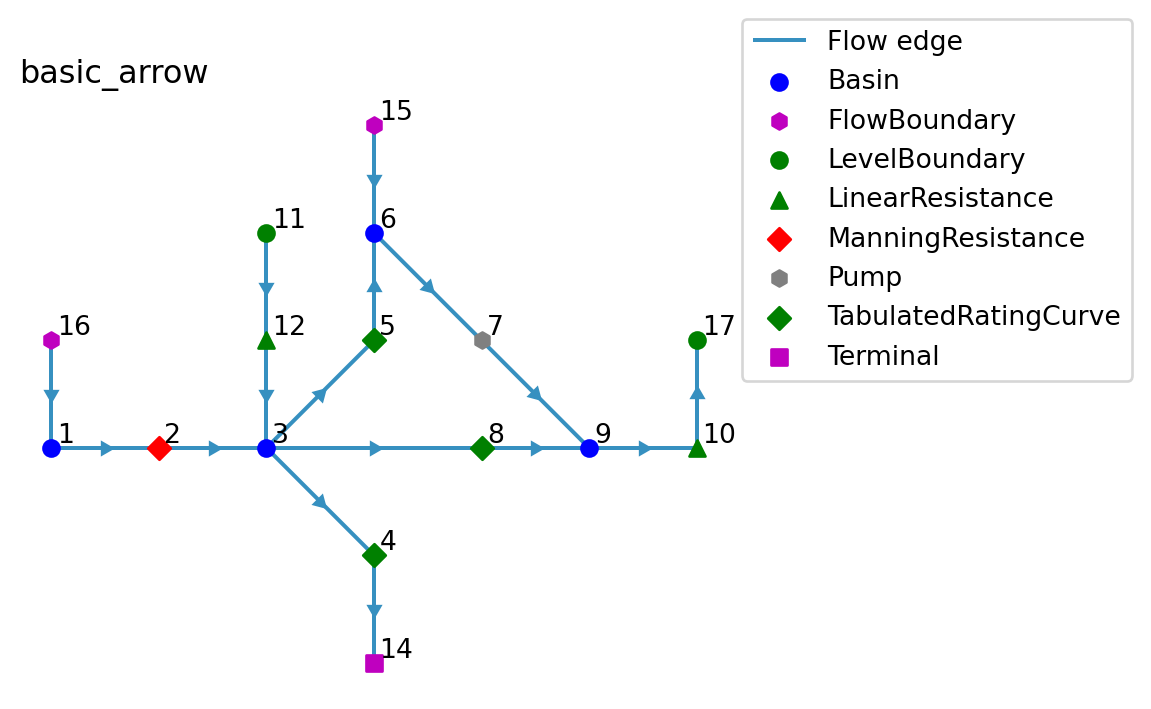 basic_arrow
Flow edge
Basin
FlowBoundary
LevelBoundary
LinearResistance
ManningResistance
Pump
TabulatedRatingCurve
Terminal
15
11
6
16
12
5
7
17
1
2
3
8
9
10
4
14